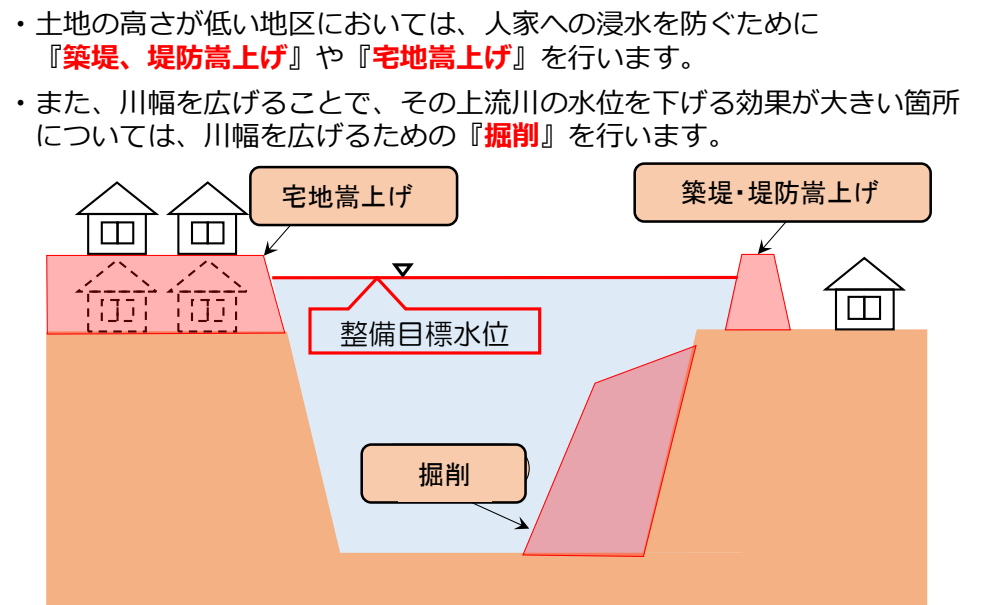 ・土地の高さが低い地区においては、人家への浸水を防ぐために
『築堤、堤防嵩上げ』や『宅地嵩上げ』を行います。
・また、川幅を広げることで、その上流川の水位を下げる効果が大きい箇所
については、川幅を広げるための『掘削』を行います。
宅地嵩上げ
築堤・堤防嵩上げ
整備目標水位
掘削